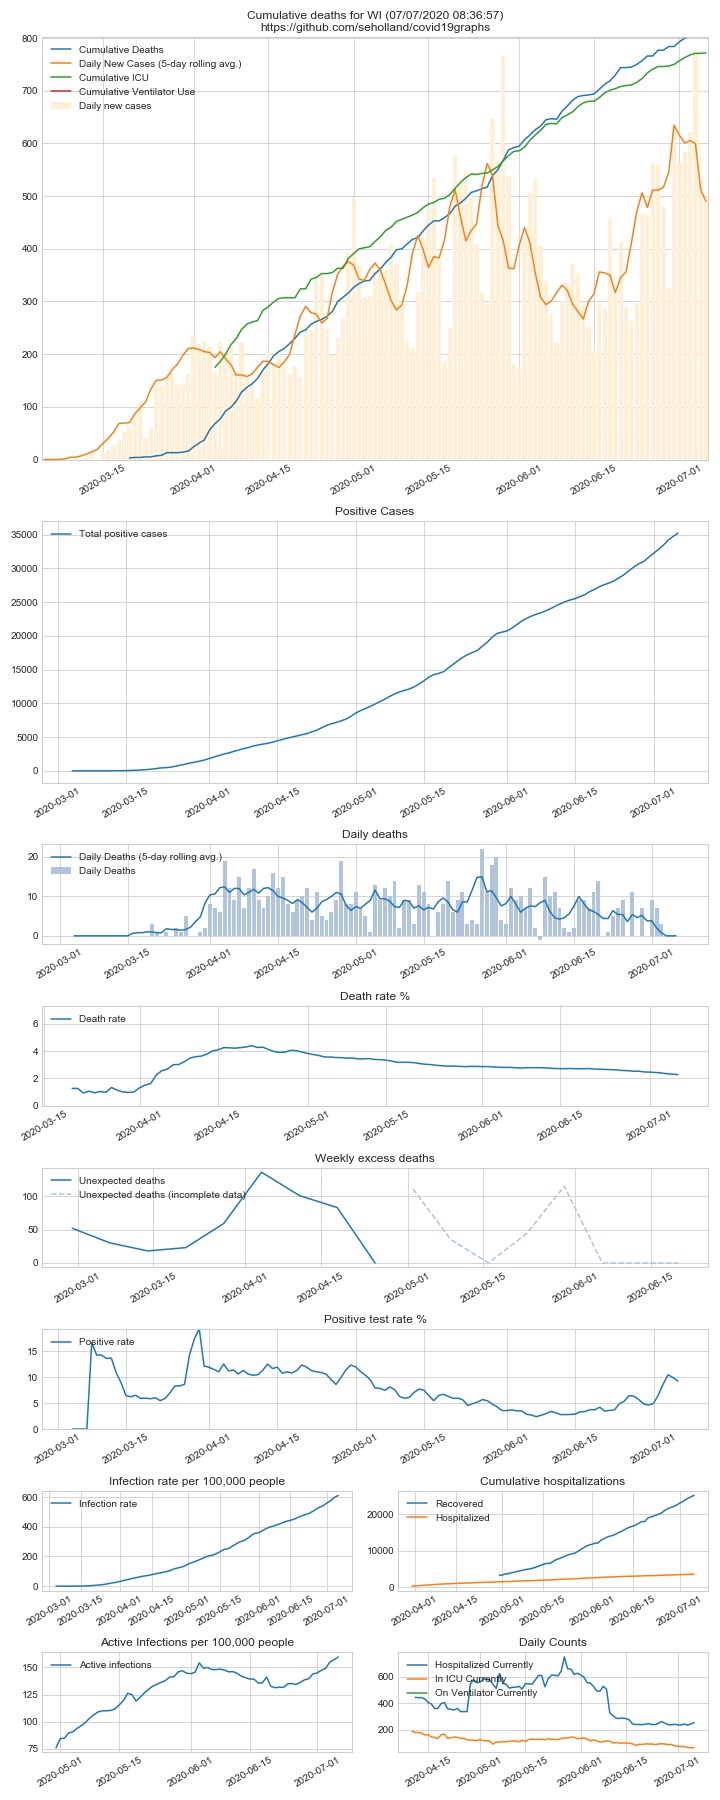 Cumulative deaths for WI (07/07/2020 08:36:57)
https://github.com/seholland/covid19graphs
Cumulative Deaths
Daily New Cases (5-day rolling avg.)
Cumulative ICU
Cumulative Ventilator Use
Daily new cases
800
700
600
500
400
300
200
100
0
2020-03-15 2020-04-01 2020-04-15 2020-05-01 2020-05-15 2020-06-01 2020-06-15 2020-07-01
Positive Cases
Total positive cases
35000
30000
25000
20000
15000
10000
5000
0
2020-03-01 2020-03-15 2020-04-01 2020-04-15 2020-05-01 2020-05-15 2020-06-01 2020-06-15 2020-07-01
Daily deaths
Daily Deaths (5-day rolling avg.)
Daily Deaths
20
10
0
2020-03-01 2020-03-15 2020-04-01 2020-04-15 2020-05-01 2020-05-15 2020-06-01 2020-06-15 2020-07-01
Death rate %
Death rate
6
4
2
0
2020-03-15 2020-04-01 2020-04-15 2020-05-01 2020-05-15 2020-06-01 2020-06-15 2020-07-01
Weekly excess deaths
Unexpected deaths
Unexpected deaths (incomplete data)
100
50
0
2020-03-01 2020-03-15 2020-04-01 2020-04-15 2020-05-01 2020-05-15 2020-06-01 2020-06-15
Positive test rate %
Positive rate
15
10
5
0
2020-03-01 2020-03-15 2020-04-01 2020-04-15 2020-05-01 2020-05-15 2020-06-01 2020-06-15 2020-07-01
Infection rate per 100,000 people
Infection rate
600
400
200
0
2020-03-01 2020-03-15 2020-04-01 2020-04-15 2020-05-01 2020-05-15 2020-06-01 2020-06-15 2020-07-01
Cumulative hospitalizations
Recovered
Hospitalized
20000
10000
0
2020-04-01 2020-04-15 2020-05-01 2020-05-15 2020-06-01 2020-06-15 2020-07-01
Active Infections per 100,000 people
Active infections
150
125
100
75
2020-05-01 2020-05-15 2020-06-01 2020-06-15 2020-07-01
Daily Counts
Hospitalized Currently
In ICU Currently
On Ventilator Currently
600
400
200
2020-04-15 2020-05-01 2020-05-15 2020-06-01 2020-06-15 2020-07-01